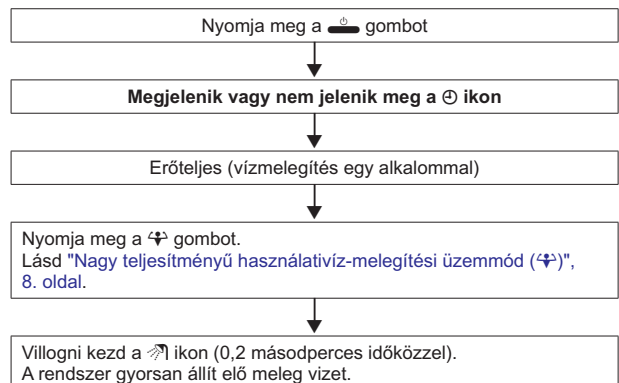 Nyomja meg a gombot
Megjelenik vagy nem jelenik meg a ikon
Erőteljes (vízmelegítés egy alkalommal)
Nyomja meg a gombot.
Lásd "Nagy teljesítményű használativíz-melegítési üzemmód ()",
8. oldal.
Villogni kezd a ikon (0,2 másodperces időközzel).
A rendszer gyorsan állít elő meleg vizet.